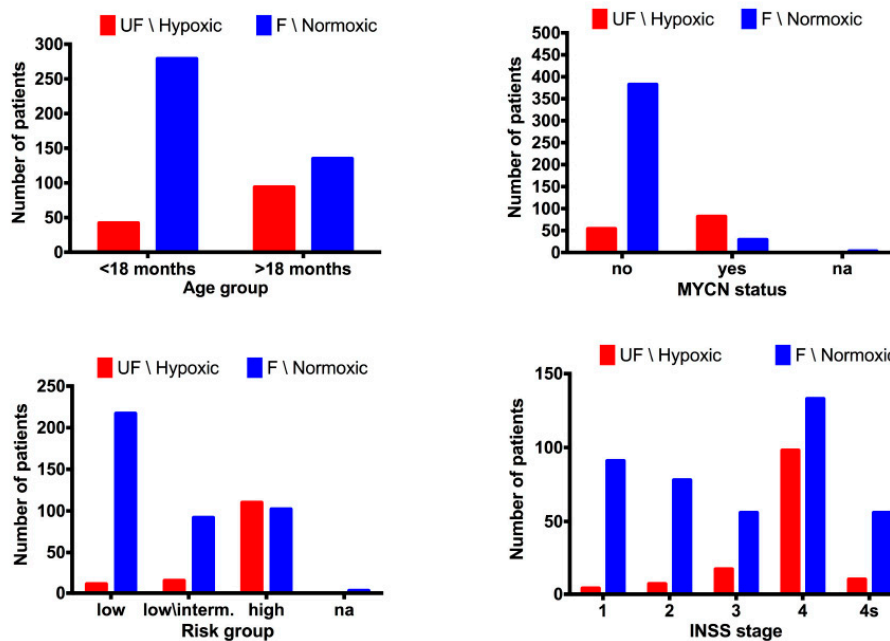 UF \ Hypoxic F \ Normoxic
Number of patients
300
250
200
150
100
50
0
<18 months >18 months
Age group
UF \ Hypoxic F \ Normoxic
Number of patients
500
450
400
350
300
250
200
150
100
50
0
no yes na
MYCN status
UF \ Hypoxic F \ Normoxic
Number of patients
250
200
150
100
50
0
low low\interm. high na
Risk group
UF \ Hypoxic F \ Normoxic
Number of patients
150
100
50
0
1 2 3 4 4s
INSS stage